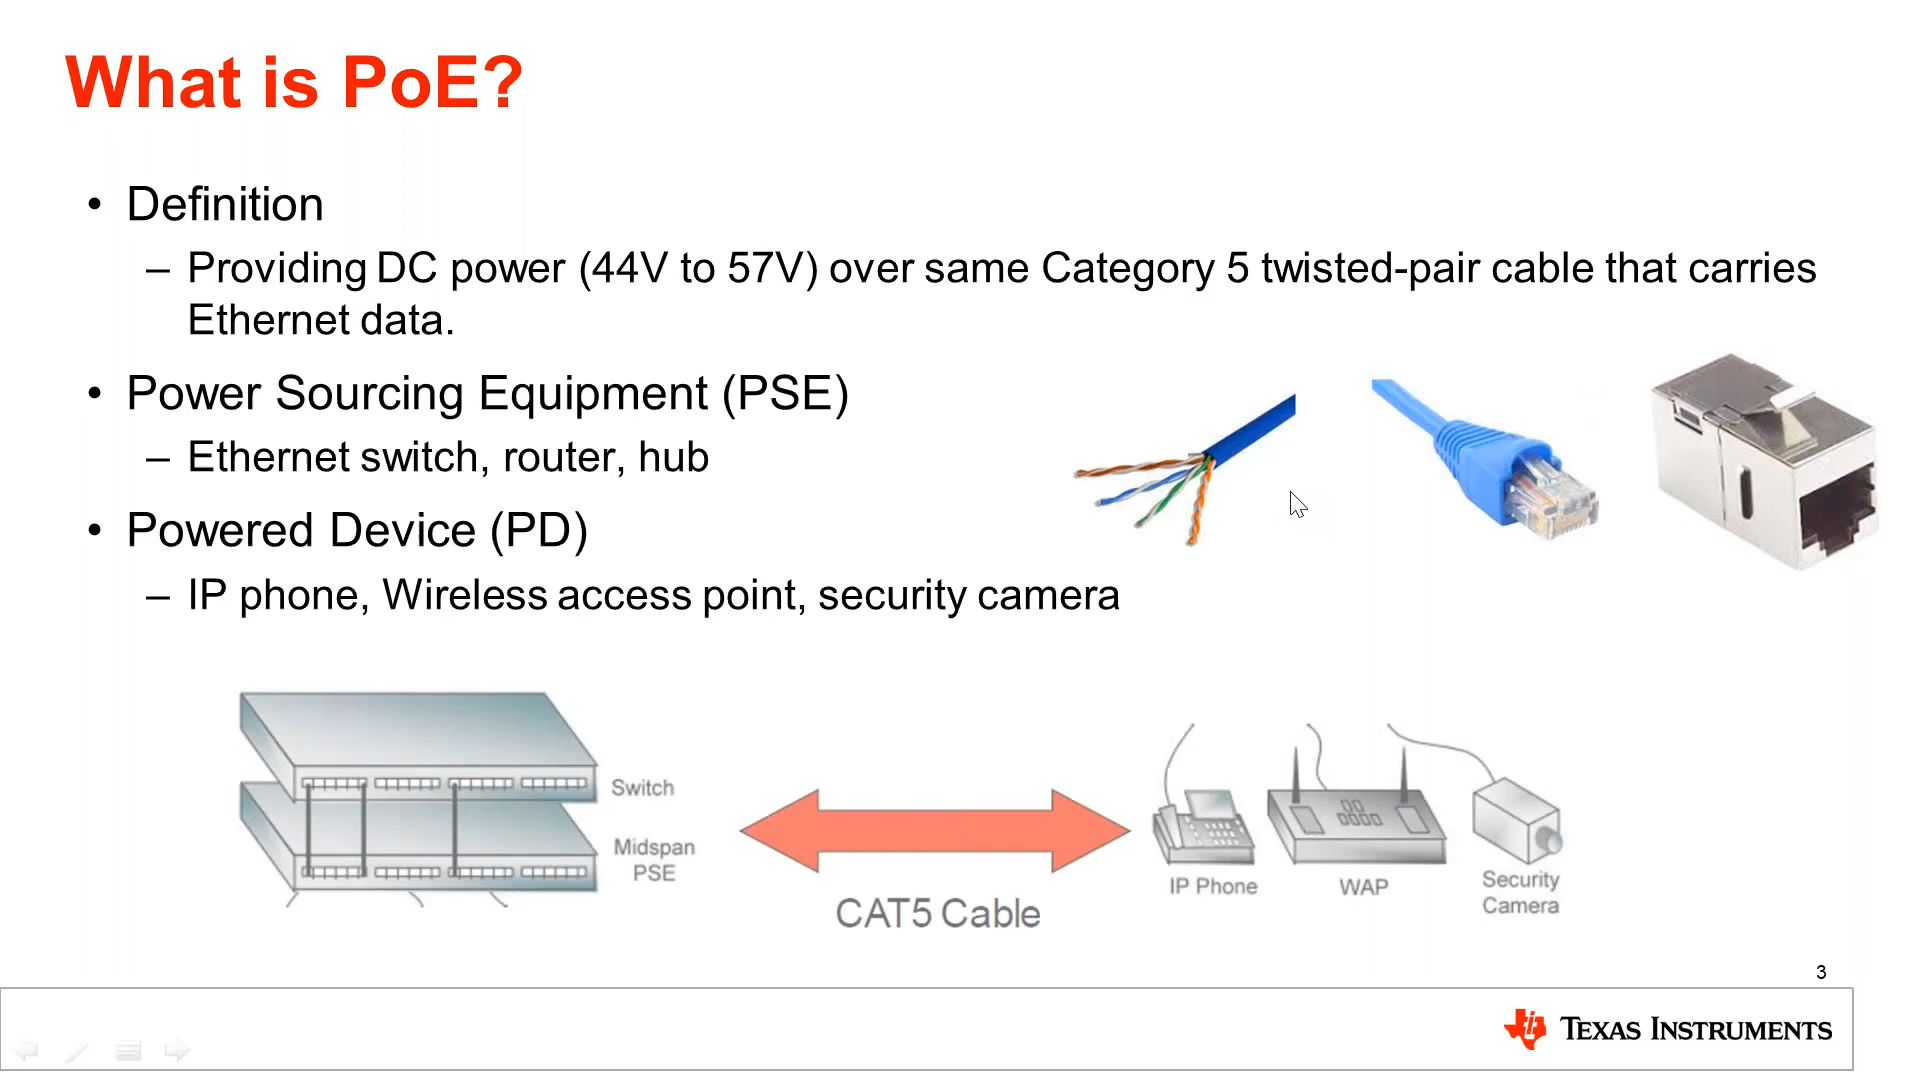 What is PoE?
• Definition
– Providing DC power (44V to 57V) over same Category 5 twisted-pair cable that carries
Ethernet data.
• Power Sourcing Equipment (PSE)
– Ethernet switch, router, hub
• Powered Device (PD)
– IP phone, Wireless access point, security camera
Switch
Midspan
PSE
CAT5 Cable
IP Phone
WAP
Security
Camera
3
TEXAS INSTRUMENTS